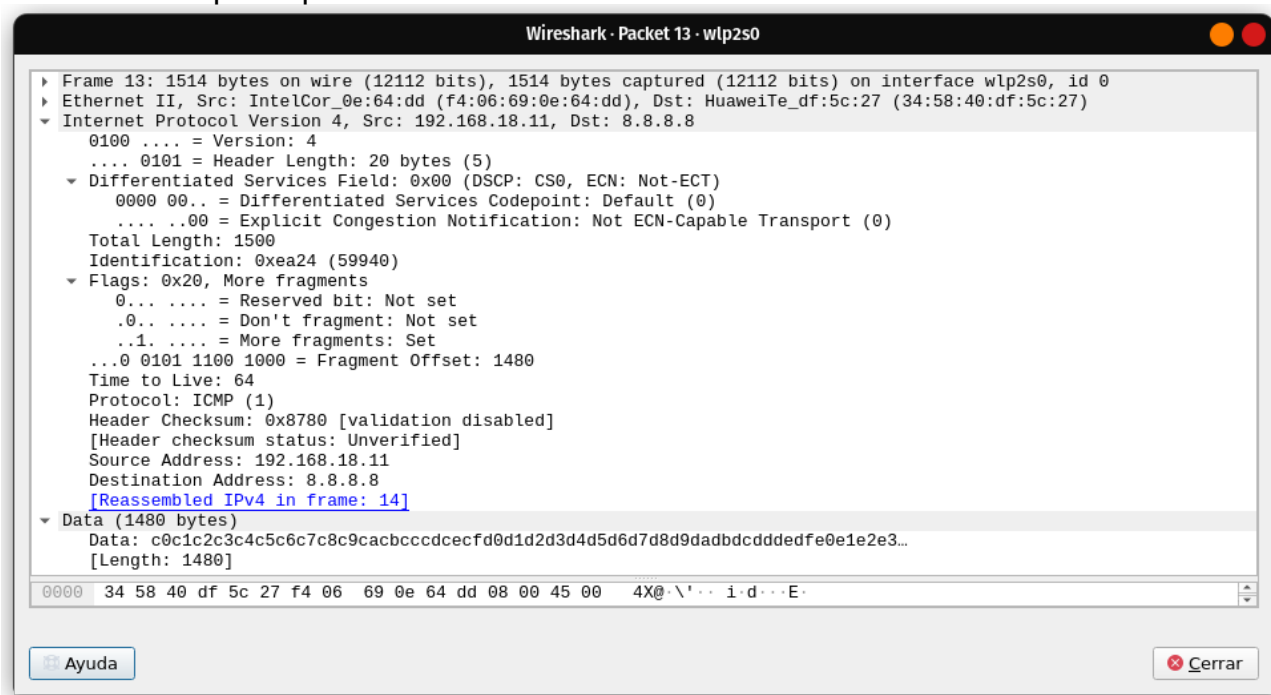 Wireshark · Packet 13 · wlp2s0
Frame 13: 1514 bytes on wire (12112 bits), 1514 bytes captured (12112 bits) on interface wlp2s0, id 0
Ethernet II, Src: IntelCor_0e:64:dd (f4:06:69:0e:64:dd), Dst: HuaweiTe_df:5c:27 (34:58:40:df:5c:27)
Internet Protocol Version 4, Src: 192.168.18.11, Dst: 8.8.8.8
0100 .... = Version: 4
.... 0101 = Header Length: 20 bytes (5)
Differentiated Services Field: 0x00 (DSCP: CS0, ECN: Not-ECT)
0000 00.. = Differentiated Services Codepoint: Default (0)
.... ..00 = Explicit Congestion Notification: Not ECN-Capable Transport (0)
Total Length: 1500
Identification: 0xea24 (59940)
Flags: 0x20, More fragments
0... .... = Reserved bit: Not set
.0.. .... = Don't fragment: Not set
..1. .... = More fragments: Set
...0 0101 1100 1000 = Fragment Offset: 1480
Time to Live: 64
Protocol: ICMP (1)
Header Checksum: 0x8780 [validation disabled]
[Header checksum status: Unverified]
Source Address: 192.168.18.11
Destination Address: 8.8.8.8
[Reassembled IPv4 in frame: 14]
Data (1480 bytes)
Data: c0c1c2c3c4c5c6c7c8c9cacbcccdcecfd0d1d2d3d4d5d6d7d8d9dadbdcdddedfe0e1e2e3…
[Length: 1480]
0000 34 58 40 df 5c 27 f4 06 69 0e 64 dd 08 00 45 00 4X@·\'·· i·d···E·
Ayuda
Cerrar